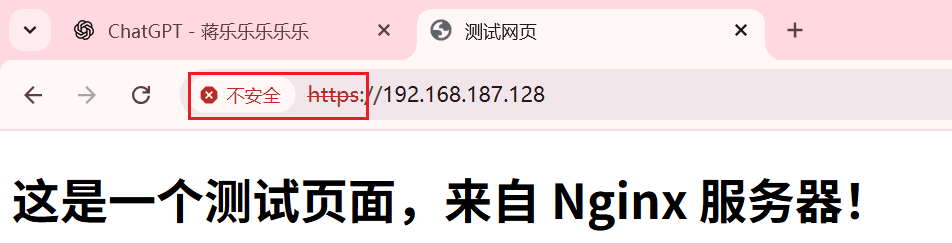 ChatGPT - 蒋乐乐乐乐乐
测试网页
不安全 https://192.168.187.128
这是一个测试页面，来自 Nginx 服务器！